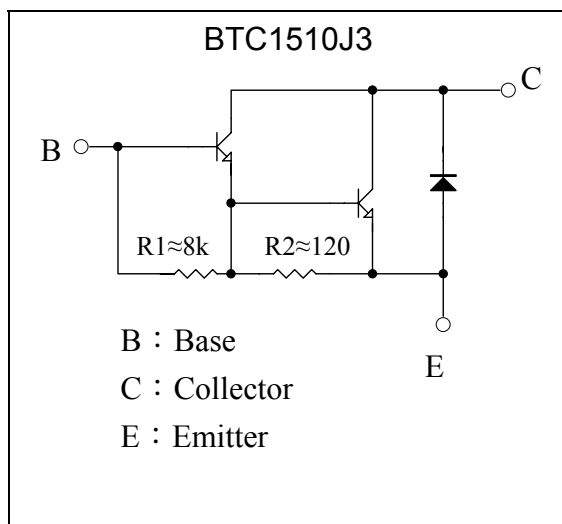 BTC1510J3
C
B
R1≈8k R2≈120
E
B：Base
C：Collector
E：Emitter